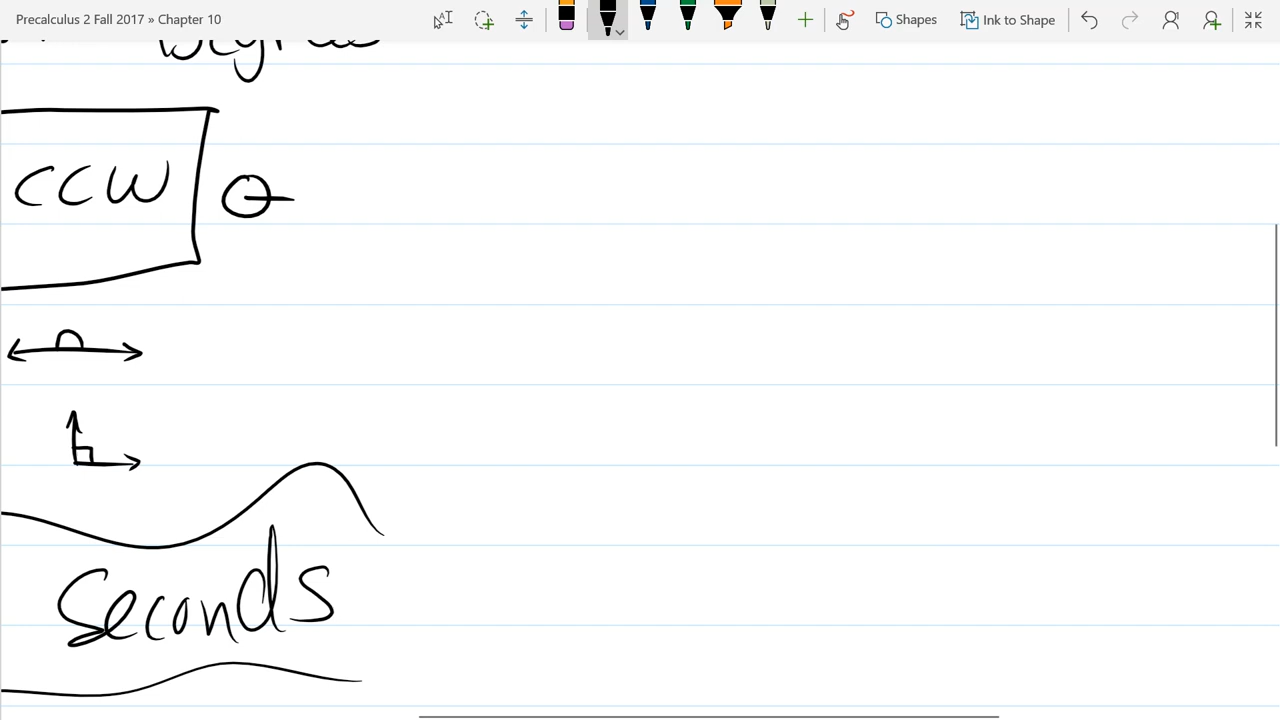 Precalculus 2 Fall 2017 » Chapter 10
Shapes
Ink to Shape
CCW θ
Seconds